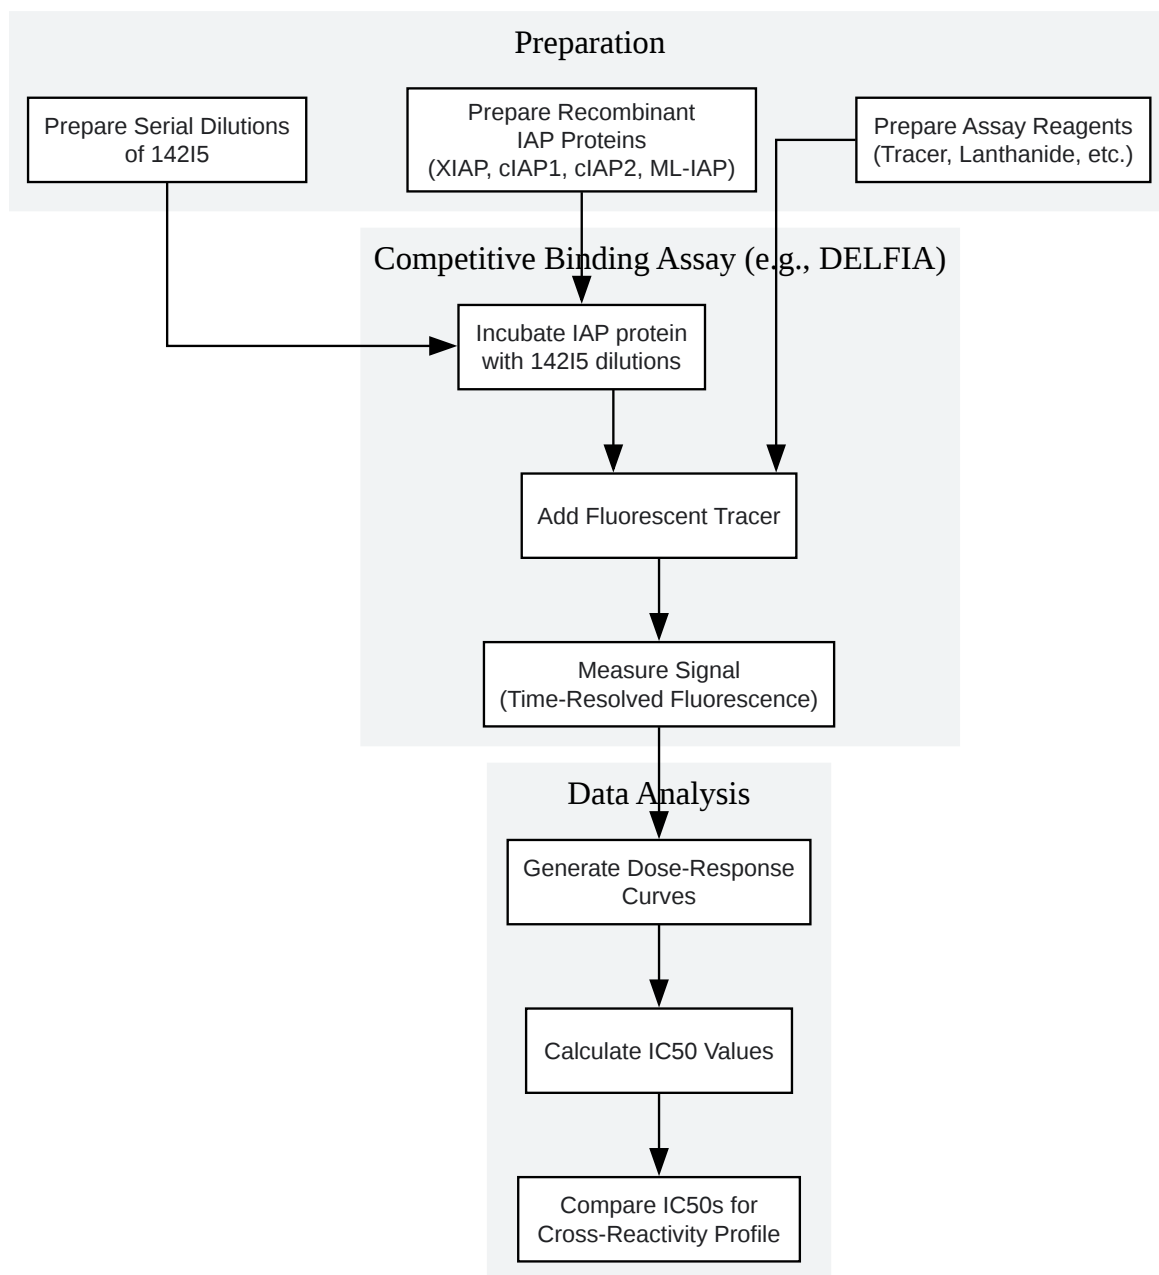 Preparation
Prepare Serial Dilutions
of 142I5
Prepare Recombinant
IAP Proteins
(XIAP, cIAP1, cIAP2, ML-IAP)
Prepare Assay Reagents
(Tracer, Lanthanide, etc.)
Competitive Binding Assay (e.g., DELFIA)
Incubate IAP protein
with 142I5 dilutions
Add Fluorescent Tracer
Measure Signal
(Time-Resolved Fluorescence)
Data Analysis
Generate Dose-Response
Curves
Calculate IC50 Values
Compare IC50s for
Cross-Reactivity Profile